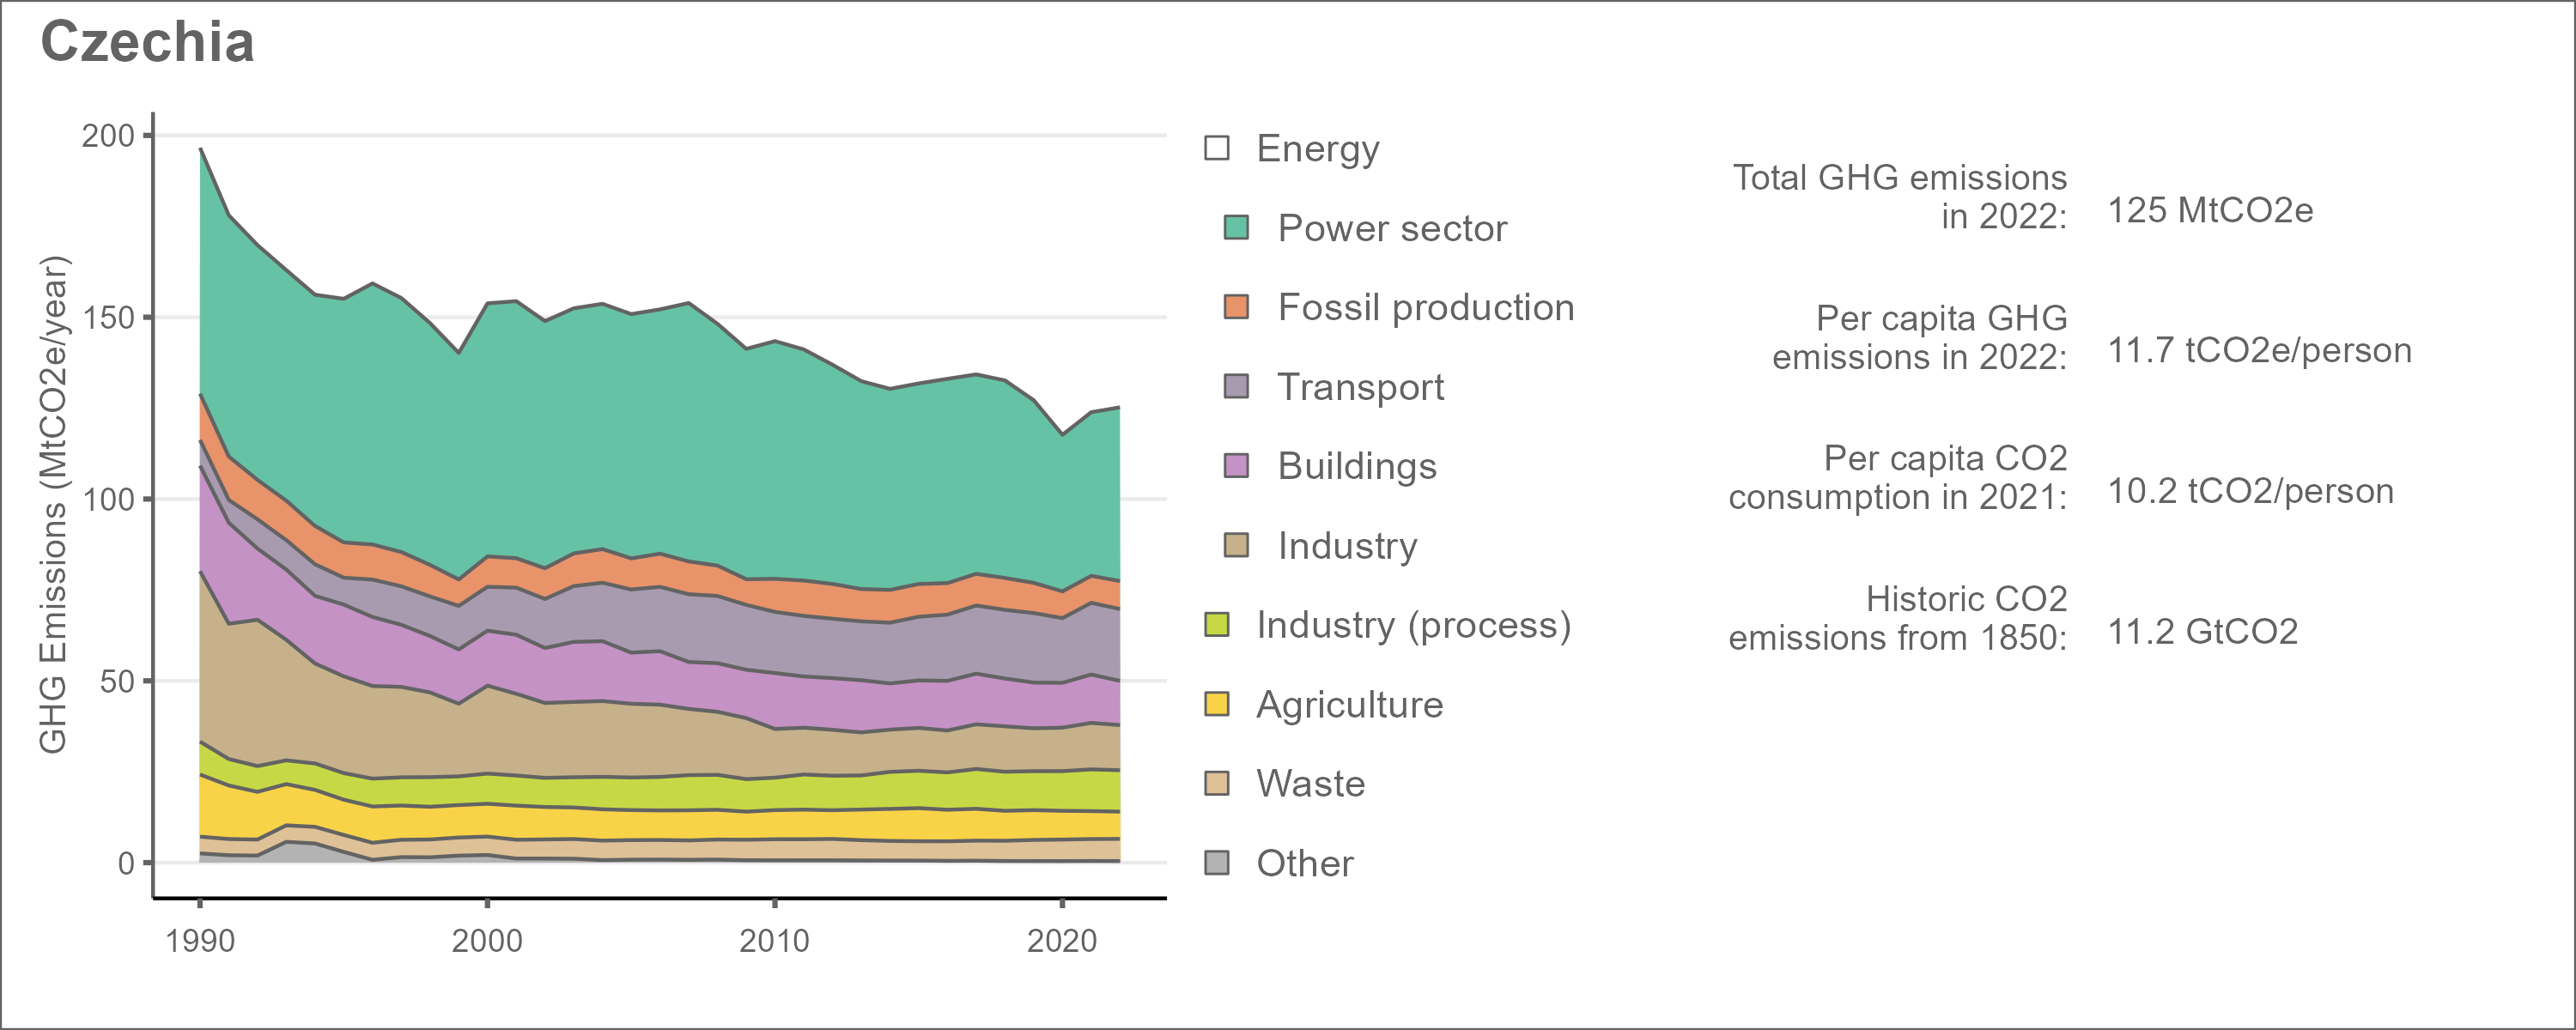 Czechia
GHG Emissions (MtCO2e/year)
200
150
100
50
0
1990
2000
2010
2020
Energy
Power sector
Fossil production
Transport
Buildings
Industry
Industry (process)
Agriculture
Waste
Other
Total GHG emissions
in 2022:
125 MtCO2e
Per capita GHG
emissions in 2022:
11.7 tCO2e/person
Per capita CO2
consumption in 2021:
10.2 tCO2/person
Historic CO2
emissions from 1850:
11.2 GtCO2